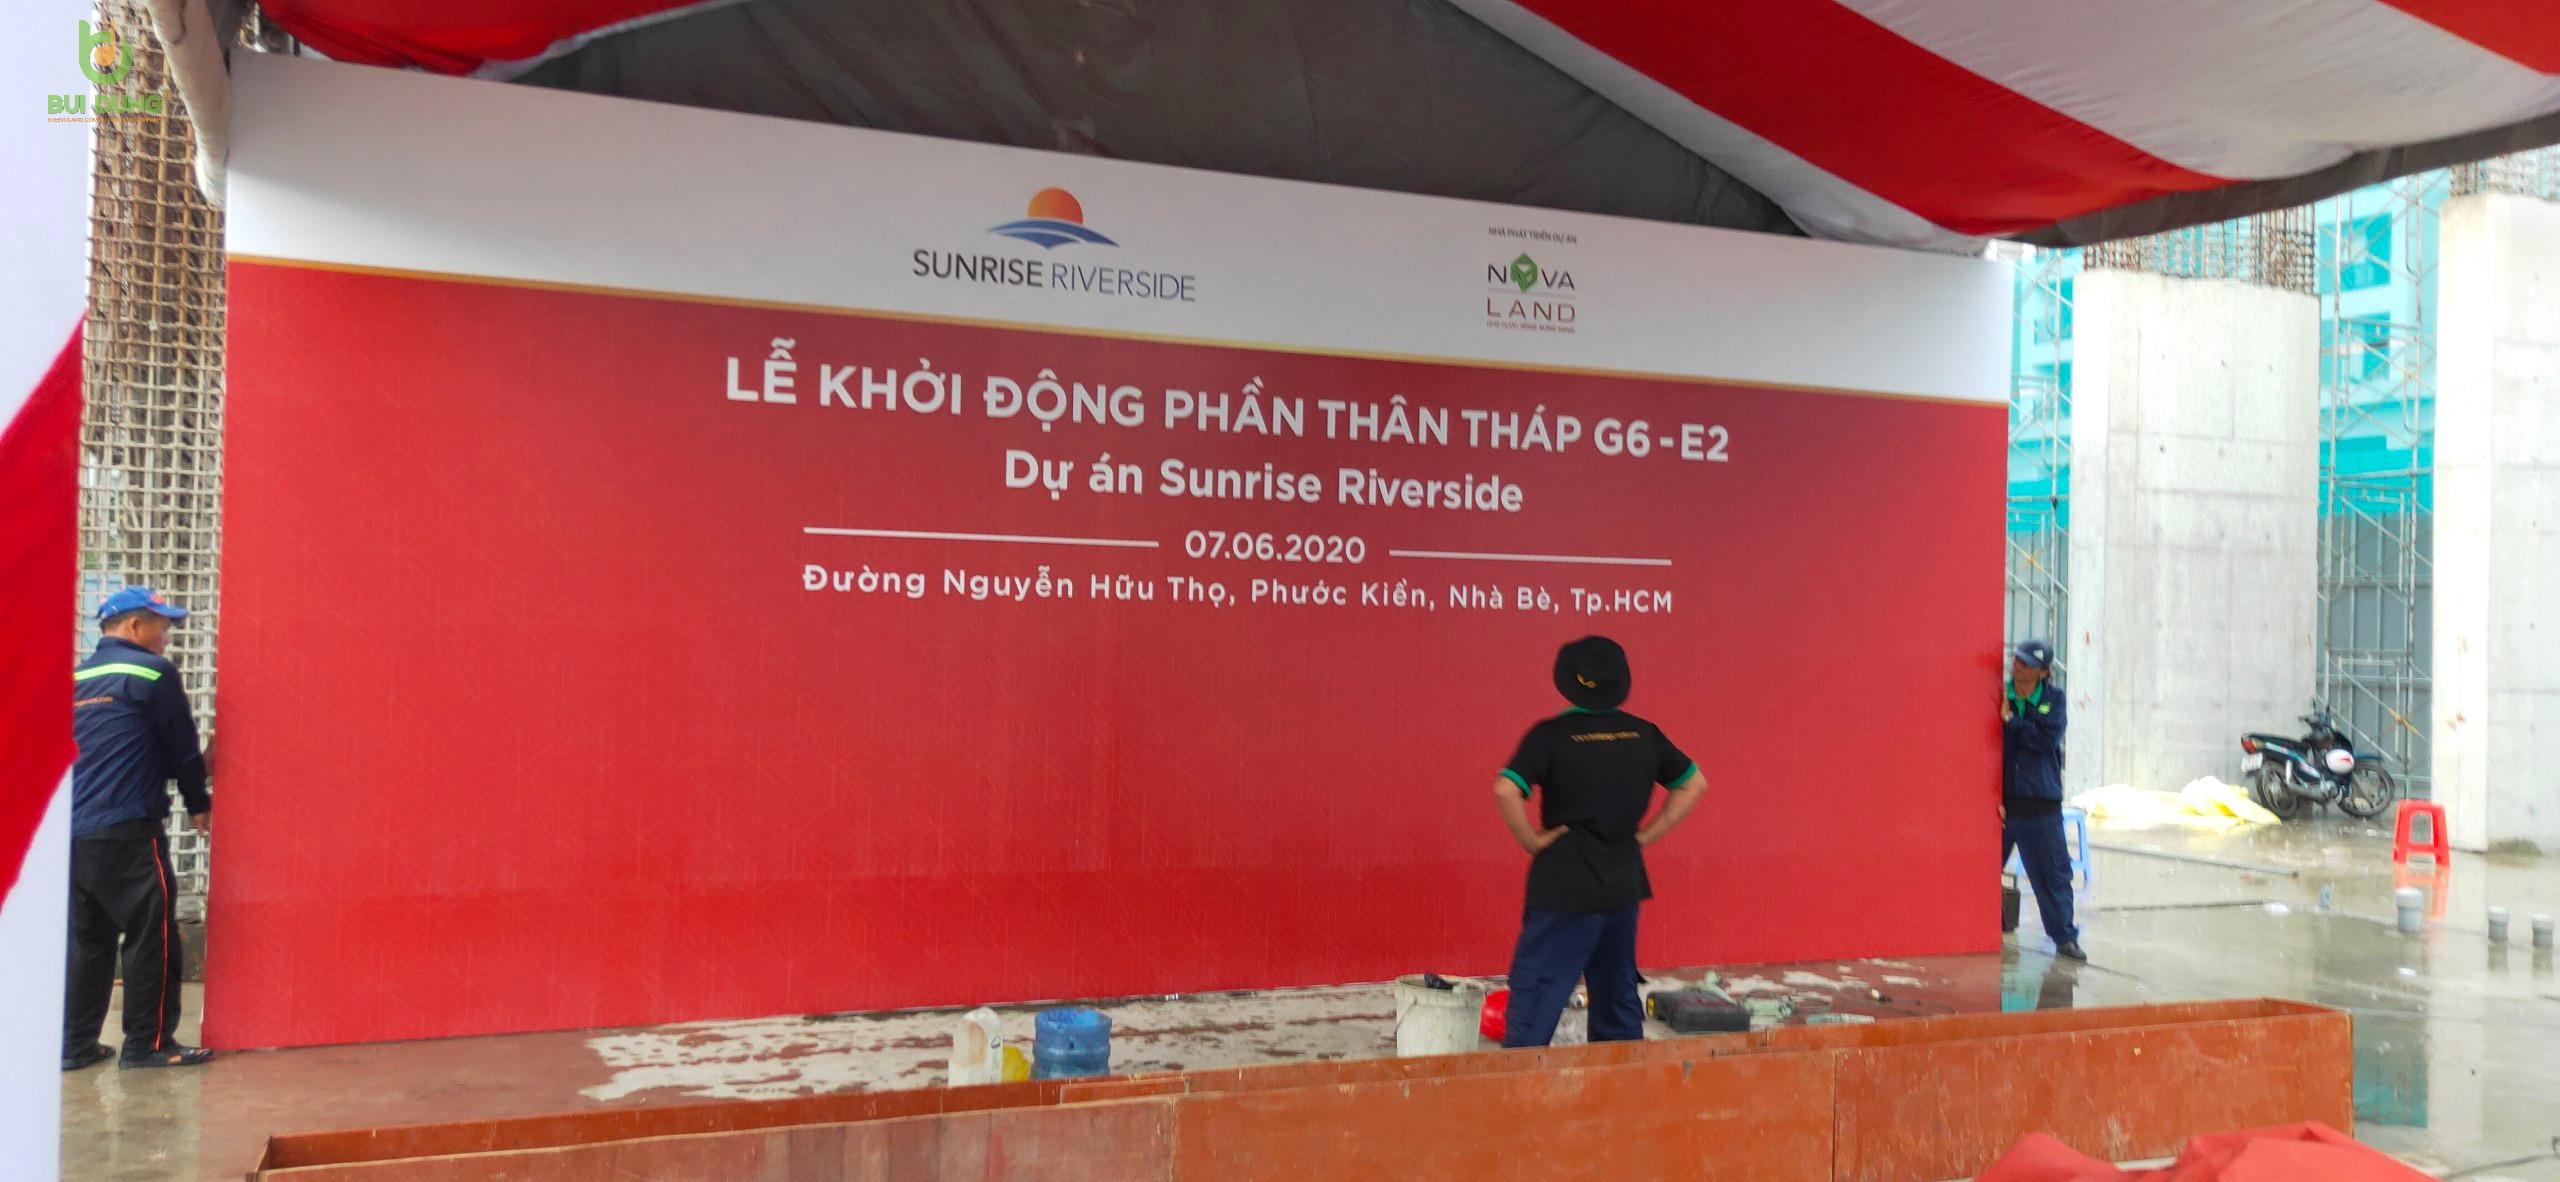 BUI DUNG
SUNRISE RIVERSIDE
NHÀ PHÁT TRIỂN DỰ ÁN
NOVA
LAND
LỄ KHỞI ĐỘNG PHẦN THÂN THÁP G6 - E2
Dự án Sunrise Riverside
07.06.2020
Đường Nguyễn Hữu Thọ, Phước Kiển, Nhà Bè, Tp.HCM